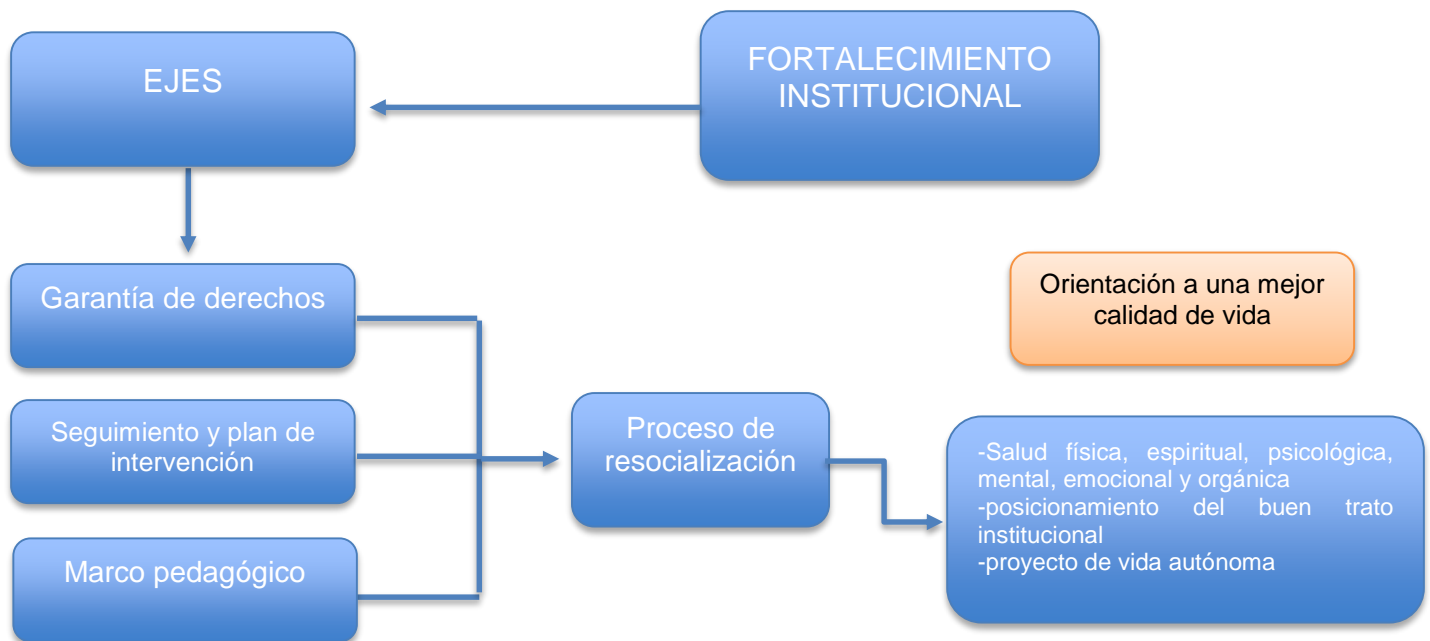 EJES
FORTALECIMIENTO
INSTITUCIONAL
Garantía de derechos
Orientación a una mejor
calidad de vida
Seguimiento y plan de
intervención
Proceso de
resocialización
-Salud física, espiritual, psicológica,
mental, emocional y orgánica
-posicionamiento del buen trato
institucional
-proyecto de vida autónoma
Marco pedagógico